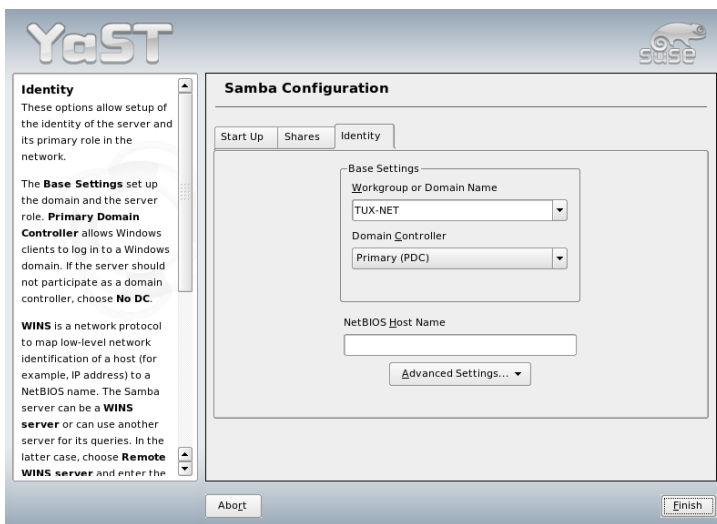 YaST
SUSE
Identity
These options allow setup of
the identity of the server and
its primary role in the
network.
The Base Settings set up
the domain and the server
role. Primary Domain
Controller allows Windows
clients to log in to a Windows
domain. If the server should
not participate as a domain
controller, choose No DC.
WINS is a network protocol
to map low-level network
identification of a host (for
example, IP address) to a
NetBIOS name. The Samba
server can be a WINS
server or can use another
server for its queries. In the
latter case, choose Remote
WINS server and enter the
Samba Configuration
Start Up
Shares
Identity
Base Settings
Workgroup or Domain Name
TUX-NET
Domain Controller
Primary (PDC)
NetBIOS Host Name
Advanced Settings...
Abort
Finish